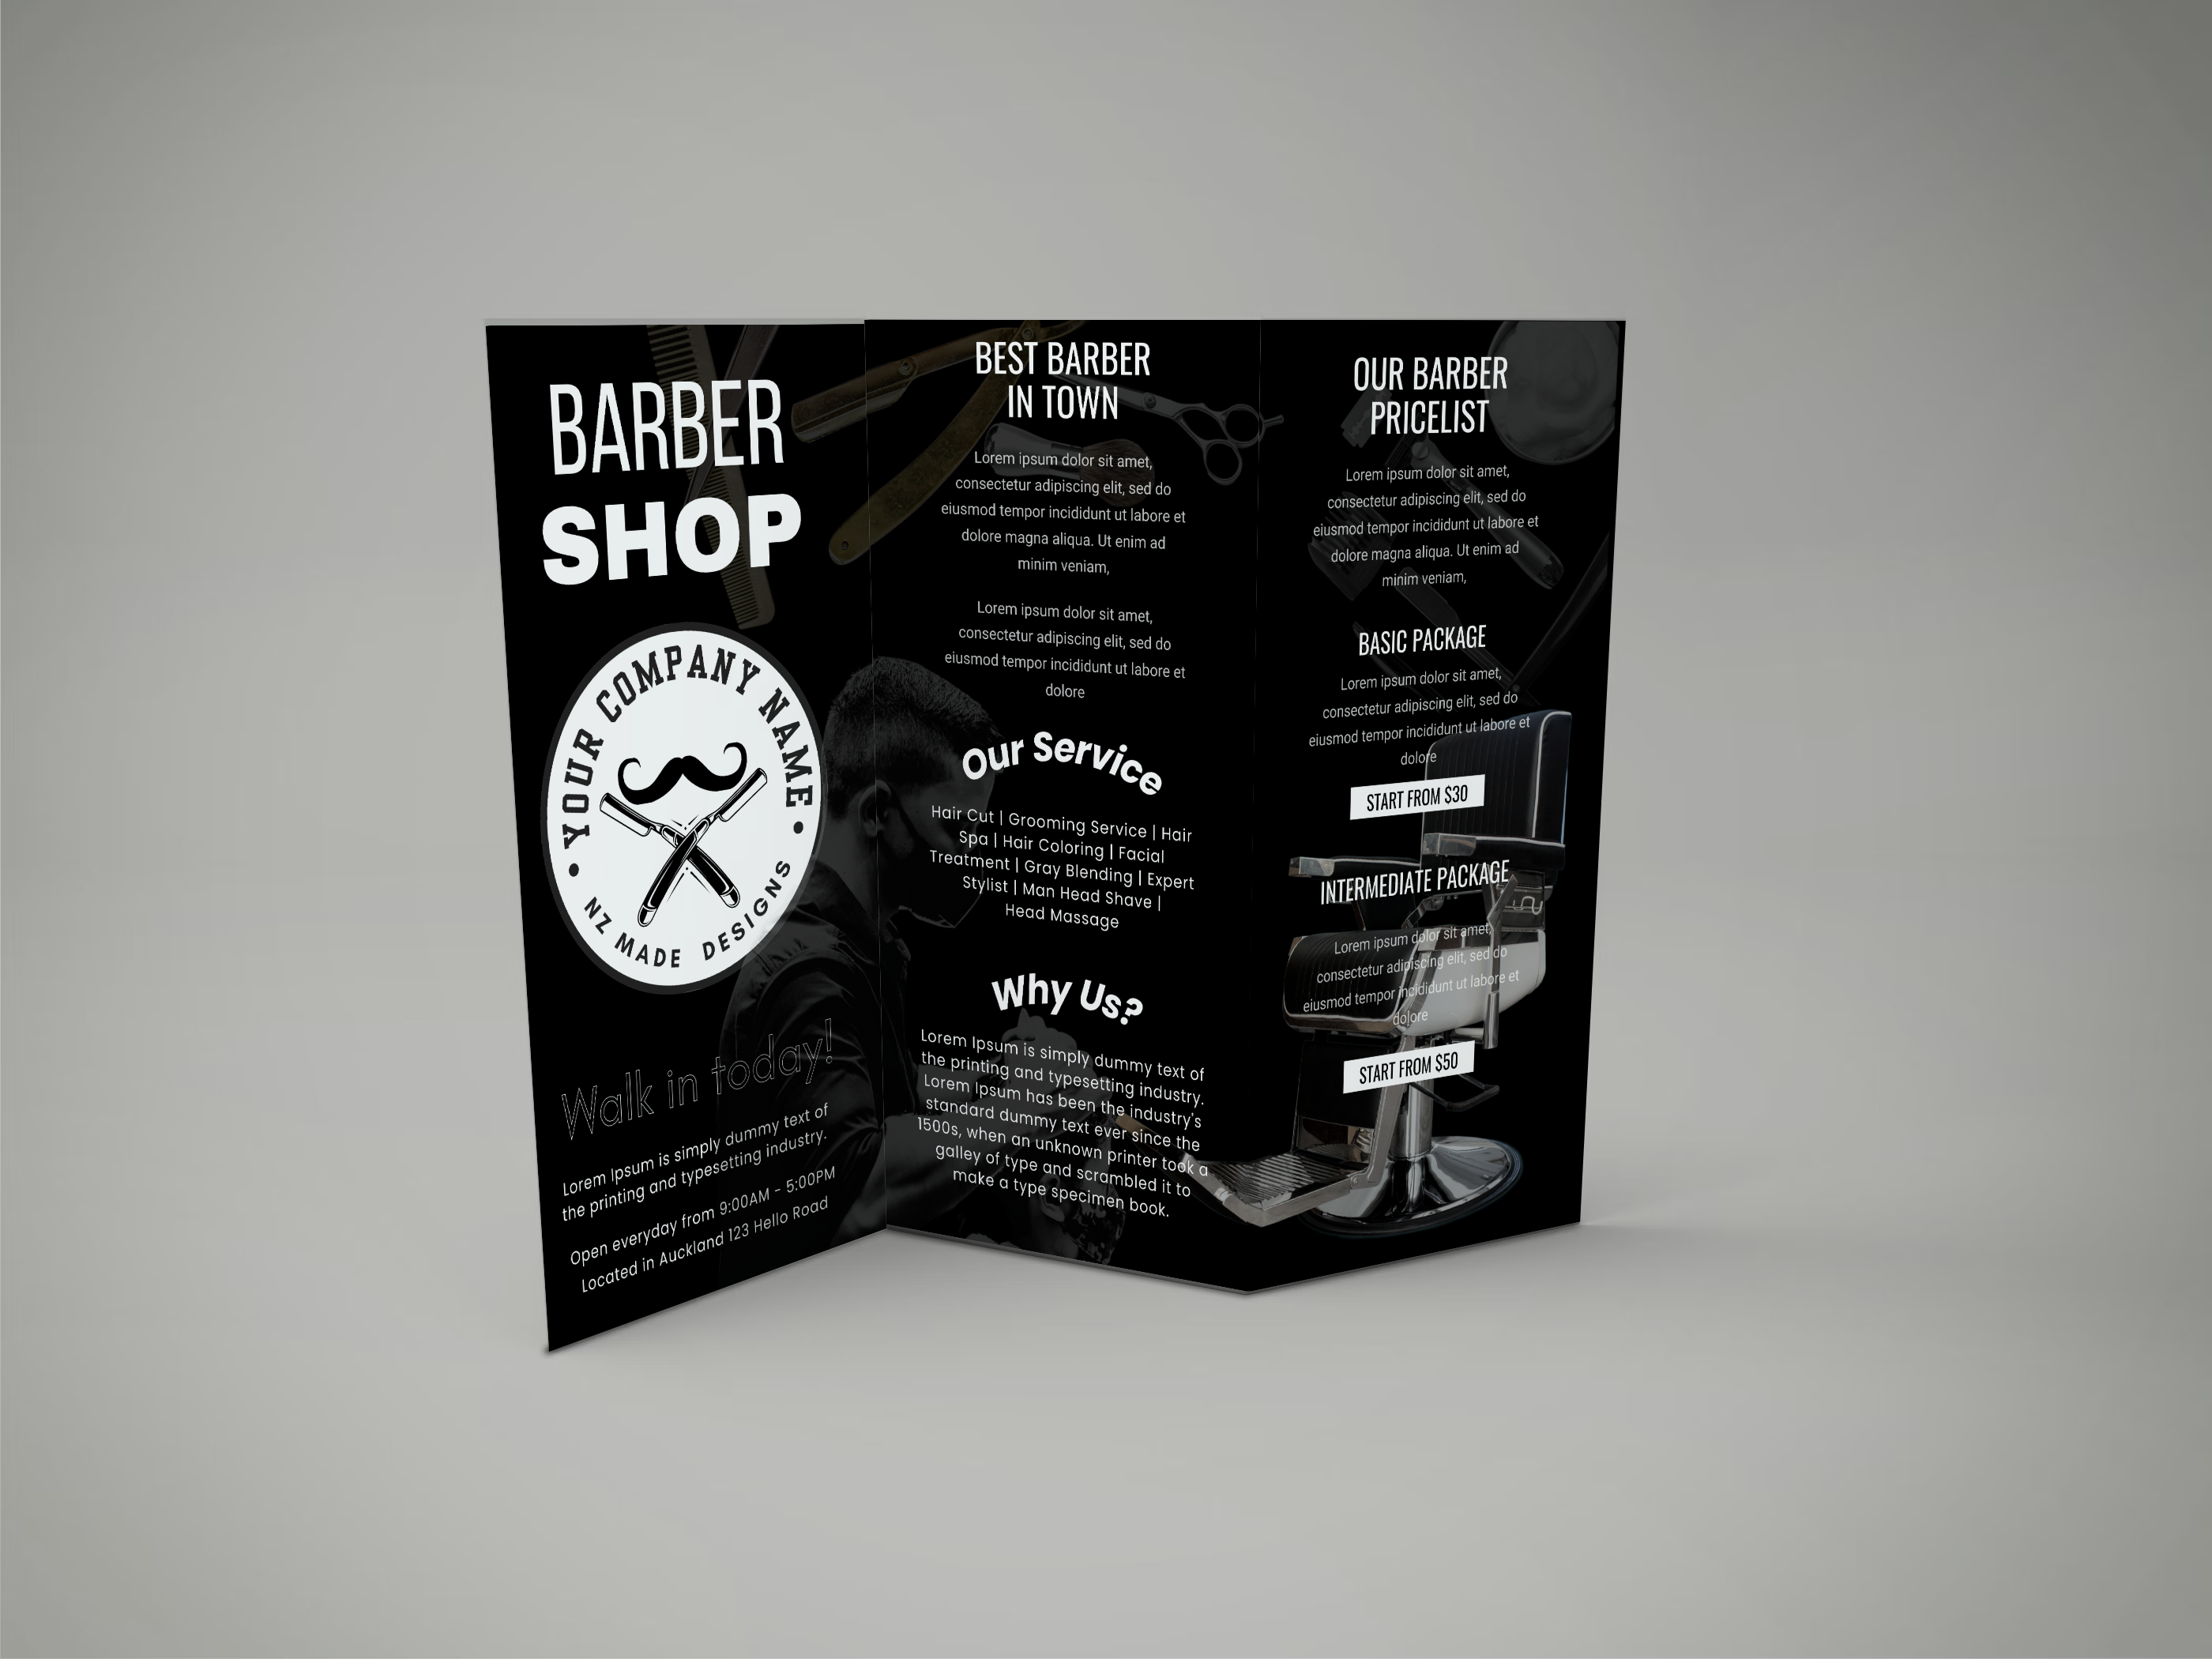 BARBER
SHOP
YOUR COMPANY NAME
NZ MADE DESIGNS
Walk in today!
Lorem Ipsum is simply dummy text of
the printing and typesetting industry.
Open everyday from 9:00AM - 5:00PM
Located in Auckland 123 Hello Road
BEST BARBER
IN TOWN
Lorem ipsum dolor sit amet,
consectetur adipiscing elit, sed do
eiusmod tempor incididunt ut labore et
dolore magna aliqua. Ut enim ad
minim veniam,
Lorem ipsum dolor sit amet,
consectetur adipiscing elit, sed do
eiusmod tempor incididunt ut labore et
dolore
Our Service
Hair Cut | Grooming Service | Hair
Spa | Hair Coloring | Facial
Treatment | Gray Blending | Expert
Stylist | Man Head Shave |
Head Massage
Why Us?
Lorem Ipsum is simply dummy text of
the printing and typesetting industry.
Lorem Ipsum has been the industry's
standard dummy text ever since the
1500s, when an unknown printer took a
galley of type and scrambled it to
make a type specimen book.
OUR BARBER
PRICELIST
Lorem ipsum dolor sit amet,
consectetur adipiscing elit, sed do
eiusmod tempor incididunt ut labore et
dolore magna aliqua. Ut enim ad
minim veniam,
BASIC PACKAGE
Lorem ipsum dolor sit amet,
consectetur adipiscing elit, sed do
eiusmod tempor incididunt ut labore et
dolore
START FROM $30
INTERMEDIATE PACKAGE
Lorem ipsum dolor sit amet,
consectetur adipiscing elit, sed do
eiusmod tempor incididunt ut labore et
dolore
START FROM $50